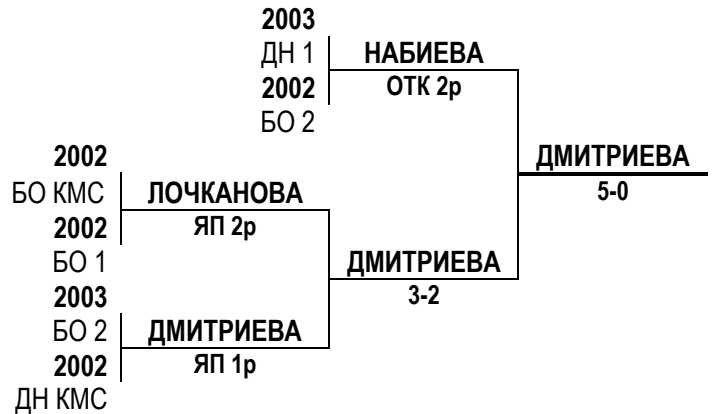 2003
ДН 1
НАБИЕВА
2002
ОТК 2р
БО 2
2002
ДМИТРИЕВА
БО КМС
ЛОЧКАНОВА
5-0
2002
ЯП 2р
БО 1
ДМИТРИЕВА
2003
3-2
БО 2
ДМИТРИЕВА
2002
ЯП 1р
ДН КМС